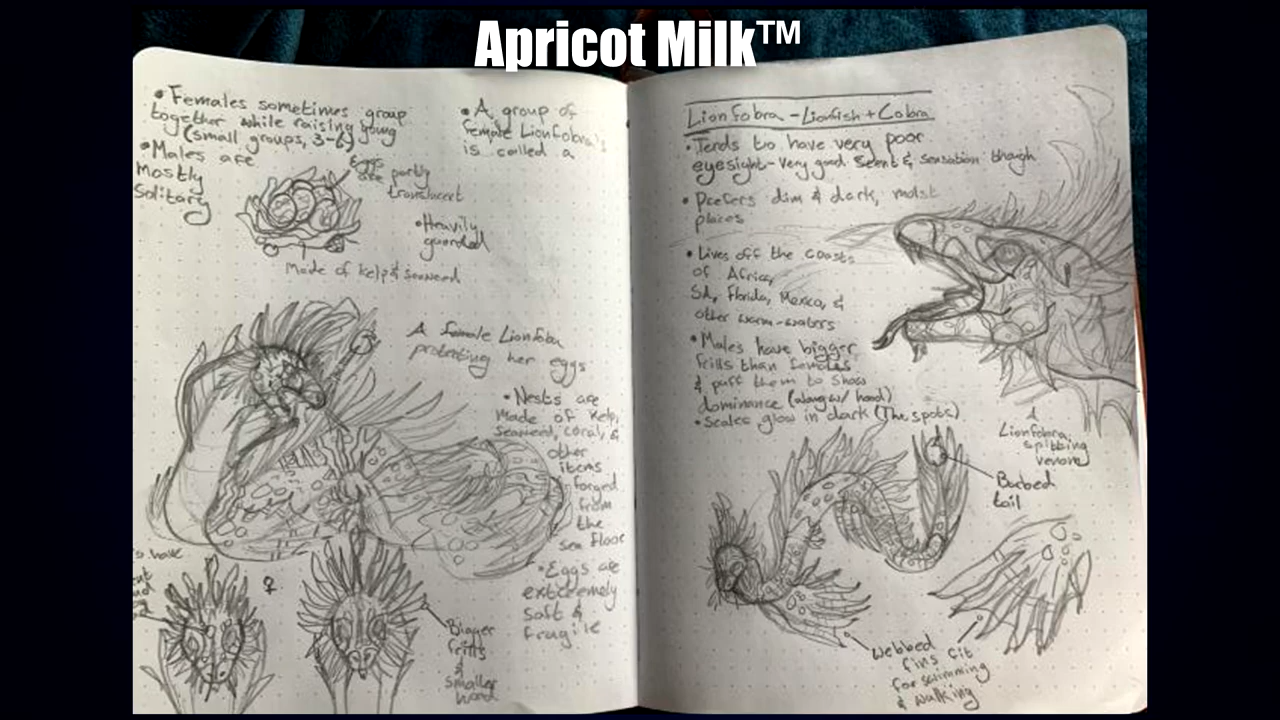 Apricot Milk™
• Females sometimes group
together while raising young
(small groups, 3-6)
• Males are
mostly
solitary
Eggs
are partly
translucent
• Heavily
guarded
Made of kelp & seaweed
• A group of
female Lionfobra's
is called a
A female Lionfoba
protecting her eggs
• Nests are
made of kelp,
seaweed, coral, &
other
items
forged
from
the
sea floor
• Eggs are
extremely
soft &
fragile
have
♀
Bigger
frills
&
smaller
hood
Lionfobra - Lionfish + Cobra
• Tends to have very poor
eyesight - very good scent & sensation though
• Prefers dim & dark, moist
places
• Lives off the coasts
of Africa,
SA, Florida, Mexico, &
other warm-waters
• Males have bigger
frills than females
& puff them to show
dominance (along w/ hood)
• Scales glow in dark (The spots)
A
Lionfobra
spitting
venom
Barbed
tail
Webbed
fins fit
for swimming
& walking